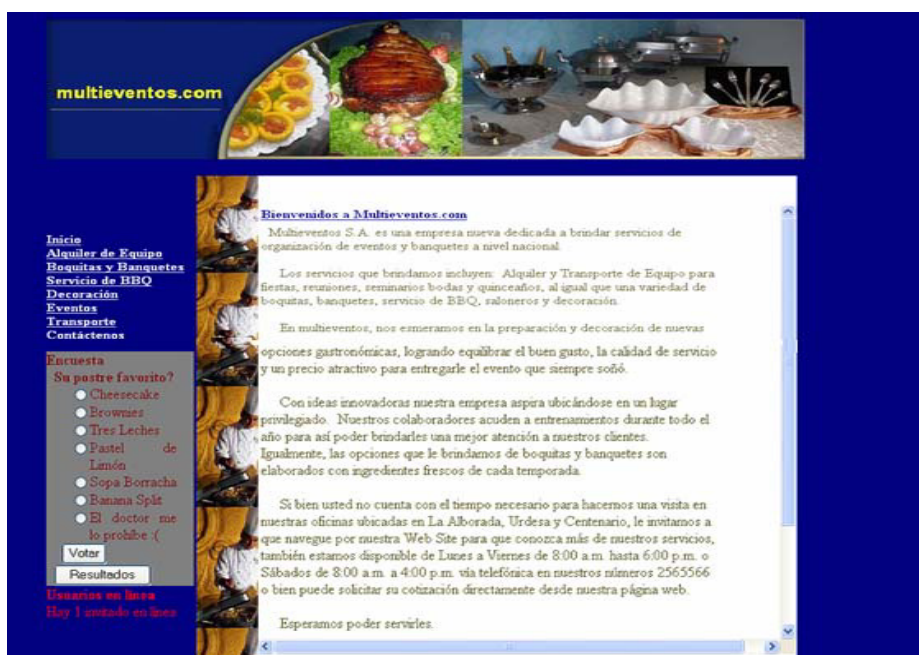 multieventos.com
Inicio
Alquiler de Equipo
Boquitas y Banquetes
Servicio de BBQ
Decoración
Eventos
Transporte
Contáctenos
Encuesta
Su postre favorito?
Cheesecake
Brownies
Tres Leches
Pastel de
Limón
Sopa Borracha
Banana Split
El doctor me
lo prohibe :(
Votar
Resultados
Usuarios en línea
Hay 1 invitado en línea
Bienvenidos a Multieventos.com
Multieventos S.A. es una empresa nueva dedicada a brindar servicios de
organización de eventos y banquetes a nivel nacional
Los servicios que brindamos incluyen: Alquiler y Transporte de Equipo para
fiestas, reuniones, seminarios bodas y quinceaños, al igual que una variedad de
boquitas, banquetes, servicio de BBQ, saloneros y decoración.
En multieventos, nos esmeramos en la preparación y decoración de nuevas
opciones gastronómicas, logrando equilibrar el buen gusto, la calidad de servicio
y un precio atractivo para entregarle el evento que siempre soñó.
Con ideas innovadoras nuestra empresa aspira ubicándose en un lugar
privilegiado. Nuestros colaboradores acuden a entrenamientos durante todo el
año para así poder brindarles una mejor atención a nuestros clientes.
Igualmente, las opciones que le brindamos de boquitas y banquetes son
elaborados con ingredientes frescos de cada temporada.
Si bien usted no cuenta con el tiempo necesario para hacernos una visita en
nuestras oficinas ubicadas en La Alborada, Urdesa y Centenario, le invitamos a
que navegue por nuestra Web Site para que conozca más de nuestros servicios,
también estamos disponible de Lunes a Viernes de 8:00 a.m. hasta 6:00 p.m. o
Sábados de 8:00 a.m. a 4:00 p.m. vía telefónica en nuestros números 2565566
o bien puede solicitar su cotización directamente desde nuestra página web.
Esperamos poder servirles.